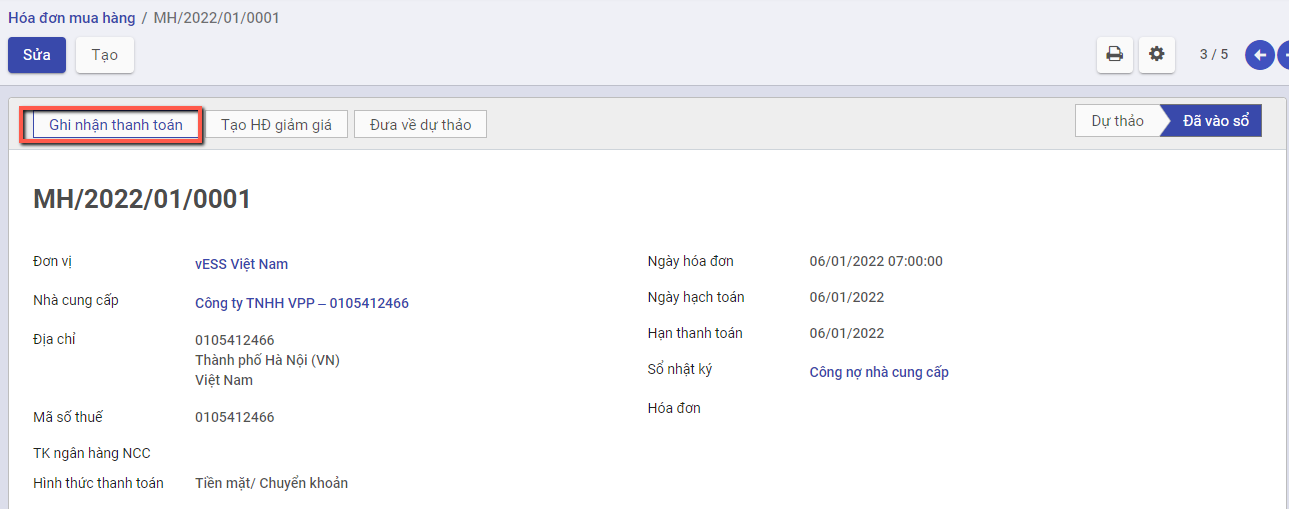 Hóa đơn mua hàng / MH/2022/01/0001
Sửa Tạo 3 / 5
Ghi nhận thanh toán Tạo HĐ giảm giá Đưa về dự thảo Dự thảo Đã vào sổ
MH/2022/01/0001
Đơn vị vESS Việt Nam
Nhà cung cấp Công ty TNHH VPP – 0105412466
Địa chỉ 0105412466
Thành phố Hà Nội (VN)
Việt Nam
Mã số thuế 0105412466
TK ngân hàng NCC
Hình thức thanh toán Tiền mặt/ Chuyển khoản
Ngày hóa đơn 06/01/2022 07:00:00
Ngày hạch toán 06/01/2022
Hạn thanh toán 06/01/2022
Sổ nhật ký Công nợ nhà cung cấp
Hóa đơn